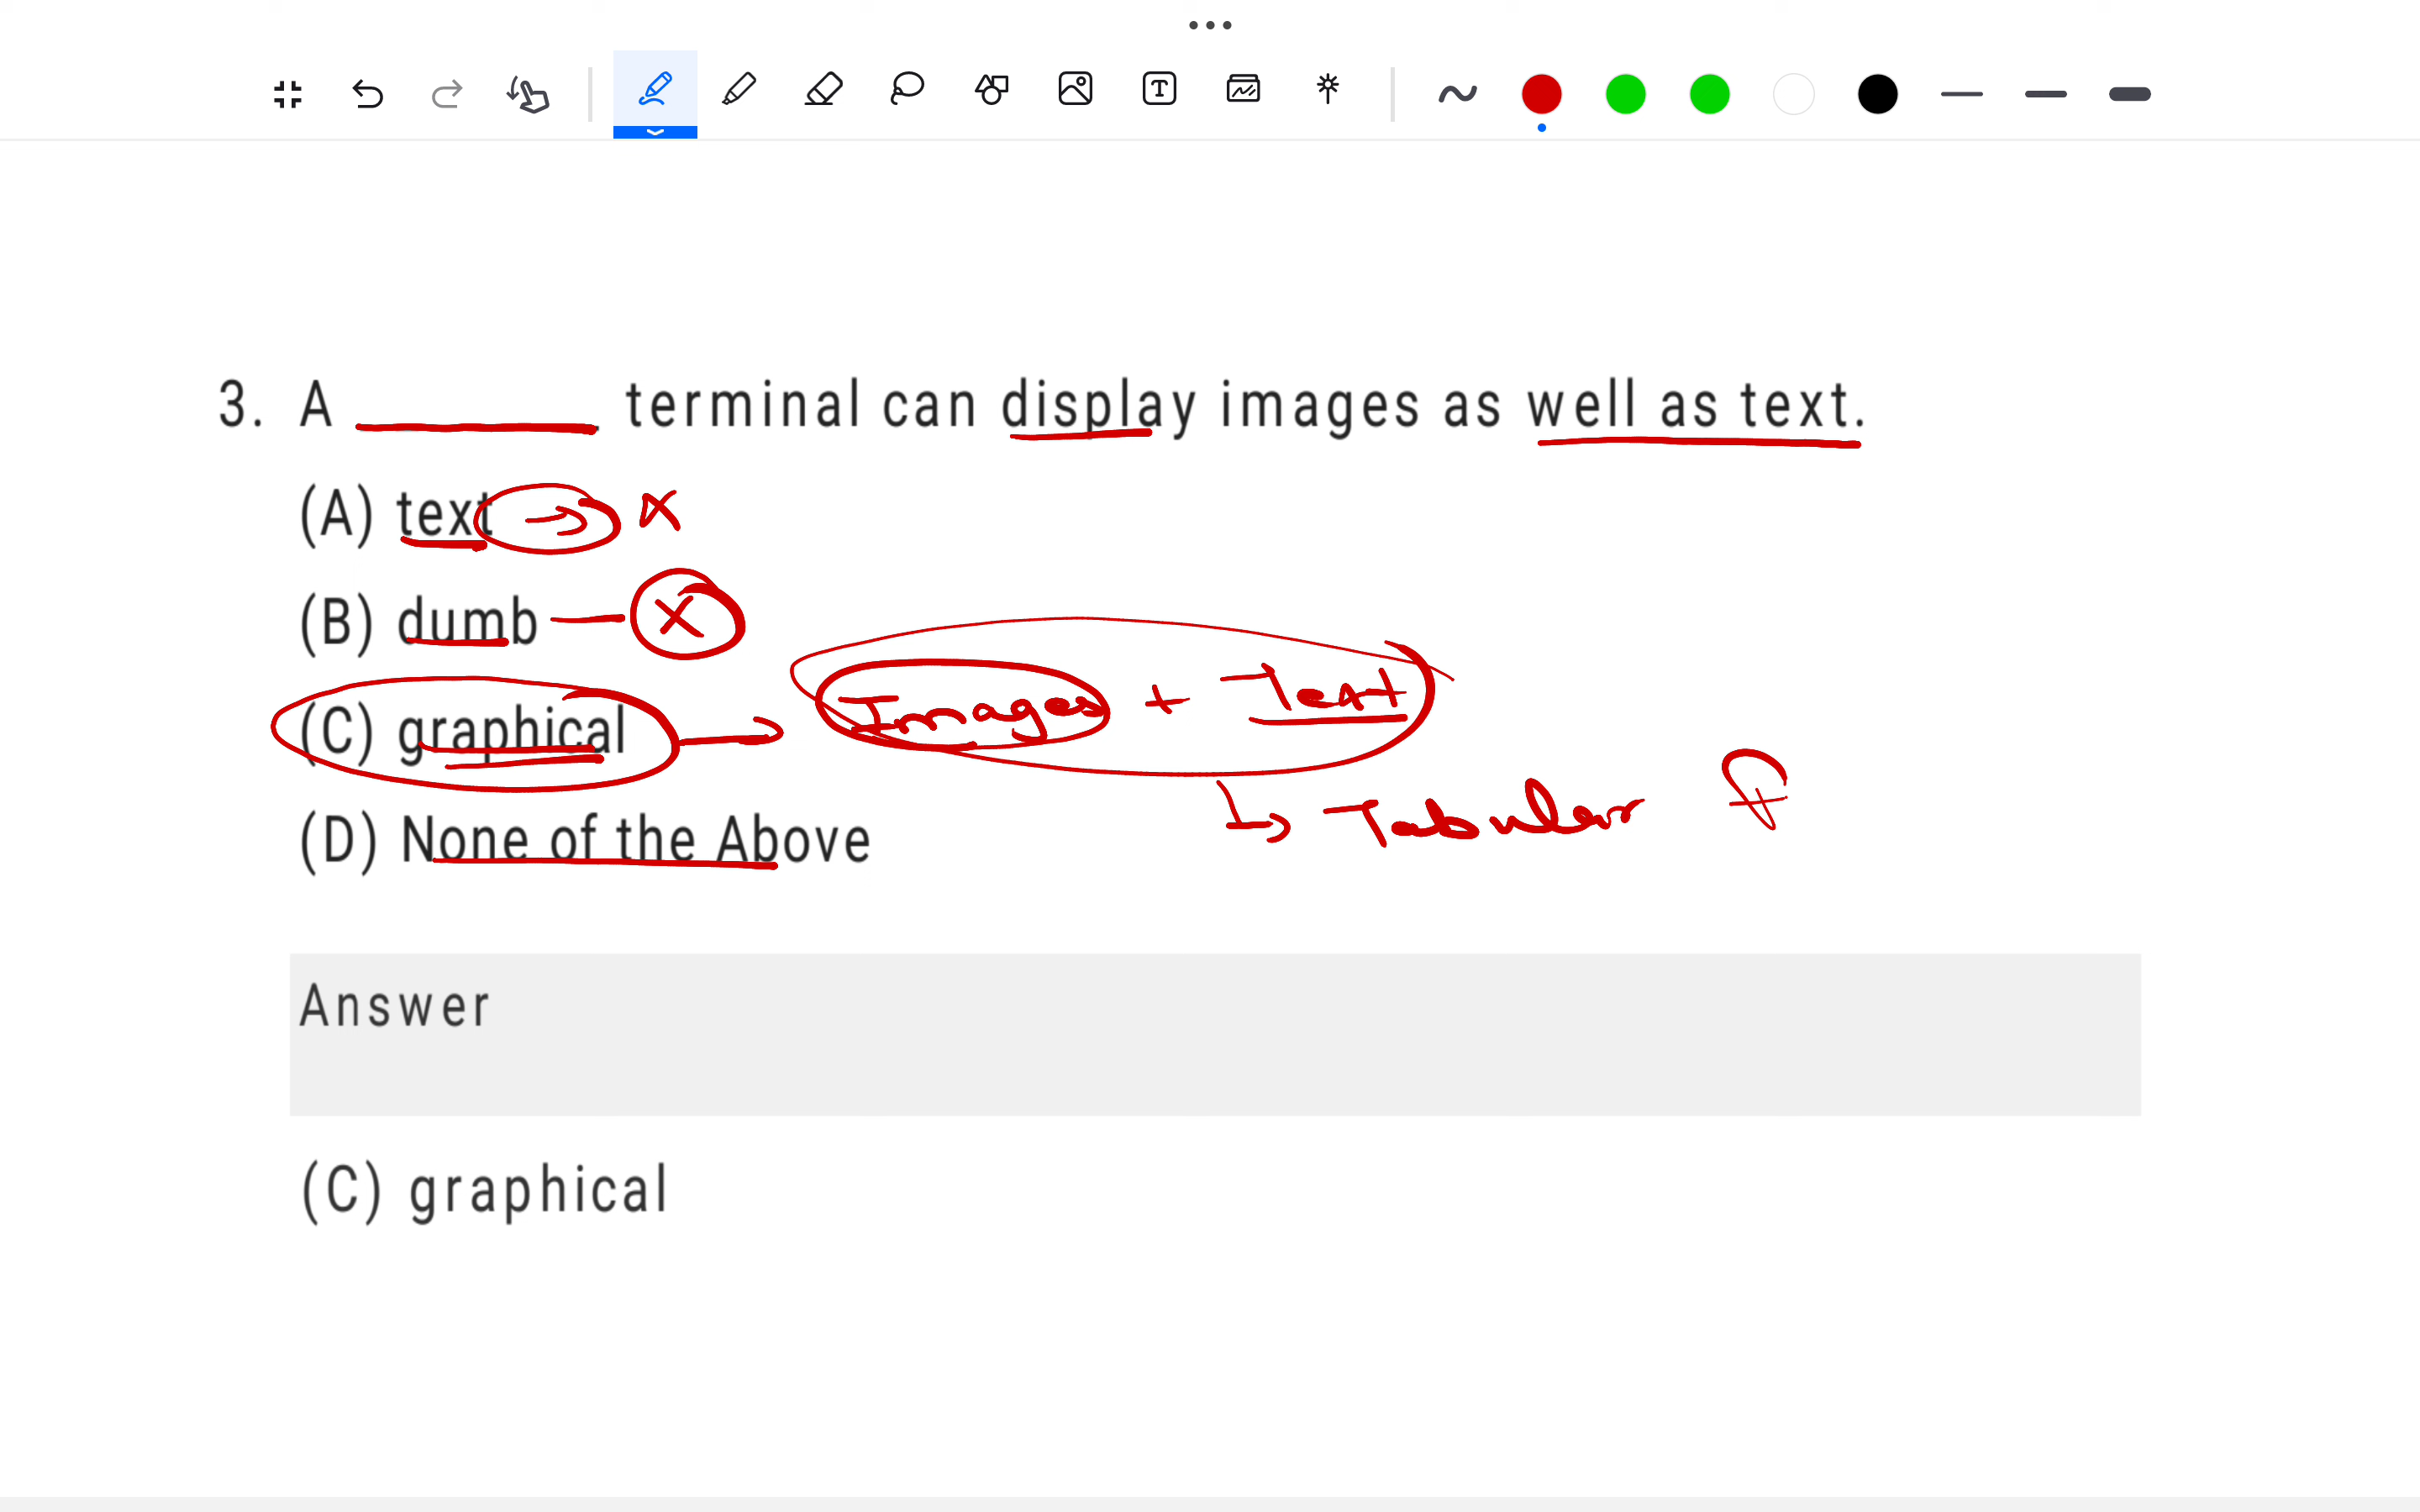 3. A ________ terminal can display images as well as text.
(A) text
(B) dumb
(C) graphical
Images + Text
(D) None of the Above
Tabular
Answer
(C) graphical